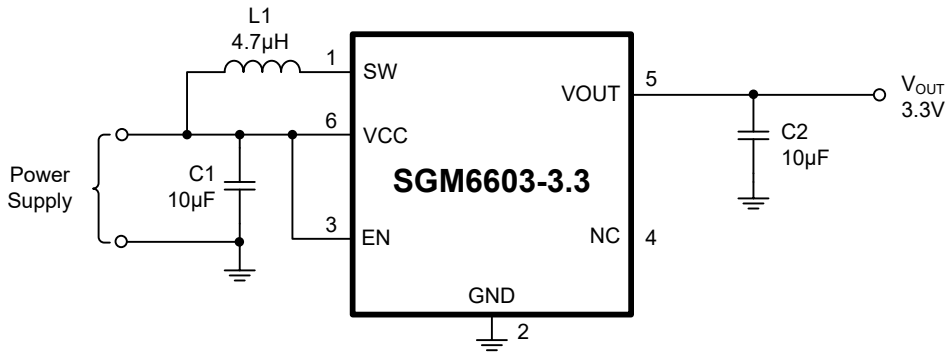 L1
4.7µH
1
SW
VOUT
5
V_OUT
3.3V
6
VCC
C2
10µF
Power
Supply
C1
10µF
SGM6603-3.3
3
EN
NC
4
GND
2